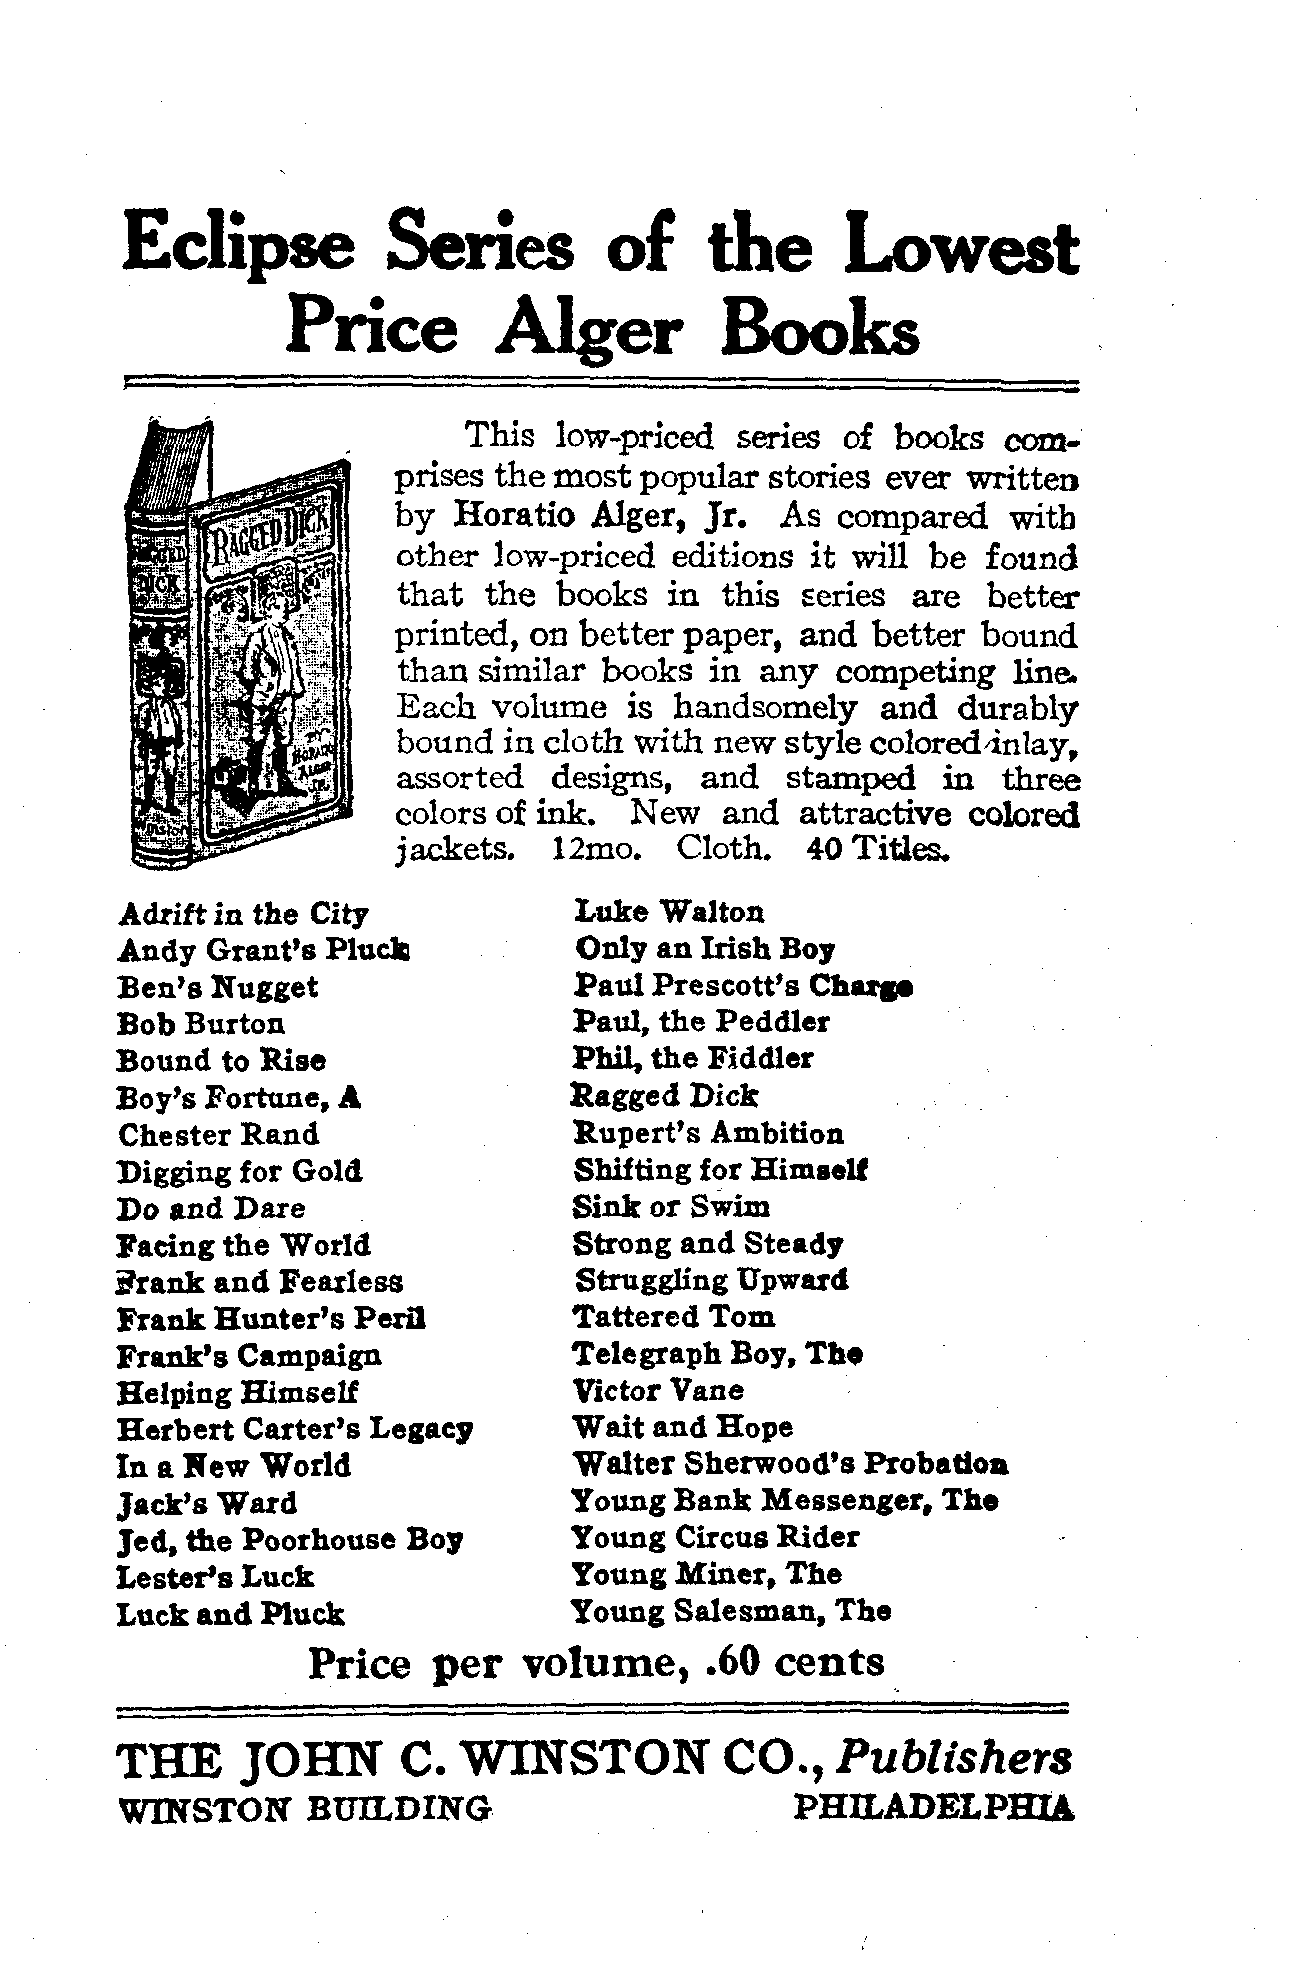 Eclipse Series of the Lowest
Price Alger Books
RAGGED DICK
BY
HORATIO
ALGER
JR.
RAGGED
DICK
Winston
This low-priced series of books com-
prises the most popular stories ever written
by Horatio Alger, Jr. As compared with
other low-priced editions it will be found
that the books in this series are better
printed, on better paper, and better bound
than similar books in any competing line.
Each volume is handsomely and durably
bound in cloth with new style colored inlay,
assorted designs, and stamped in three
colors of ink. New and attractive colored
jackets. 12mo. Cloth. 40 Titles.
Adrift in the City
Andy Grant's Pluck
Ben's Nugget
Bob Burton
Bound to Rise
Boy's Fortune, A
Chester Rand
Digging for Gold
Do and Dare
Facing the World
Frank and Fearless
Frank Hunter's Peril
Frank's Campaign
Helping Himself
Herbert Carter's Legacy
In a New World
Jack's Ward
Jed, the Poorhouse Boy
Lester's Luck
Luck and Pluck
Luke Walton
Only an Irish Boy
Paul Prescott's Charge
Paul, the Peddler
Phil, the Fiddler
Ragged Dick
Rupert's Ambition
Shifting for Himself
Sink or Swim
Strong and Steady
Struggling Upward
Tattered Tom
Telegraph Boy, The
Victor Vane
Wait and Hope
Walter Sherwood's Probation
Young Bank Messenger, The
Young Circus Rider
Young Miner, The
Young Salesman, The
Price per volume, .60 cents
THE JOHN C. WINSTON CO., Publishers
WINSTON BUILDING PHILADELPHIA